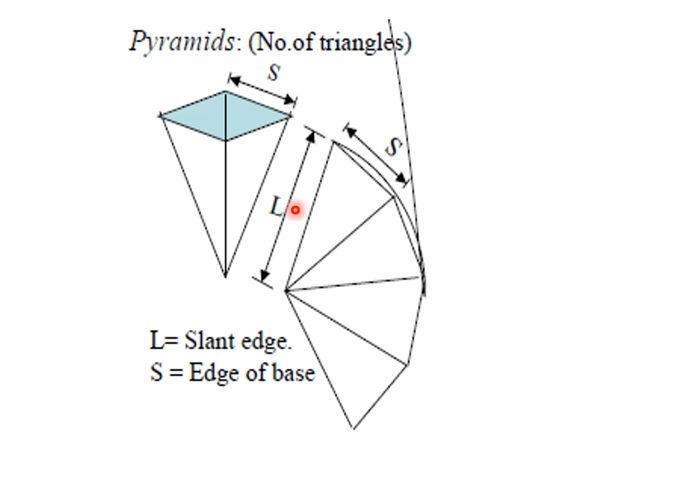 Pyramids: (No.of triangles)
S
S
L
L= Slant edge.
S = Edge of base